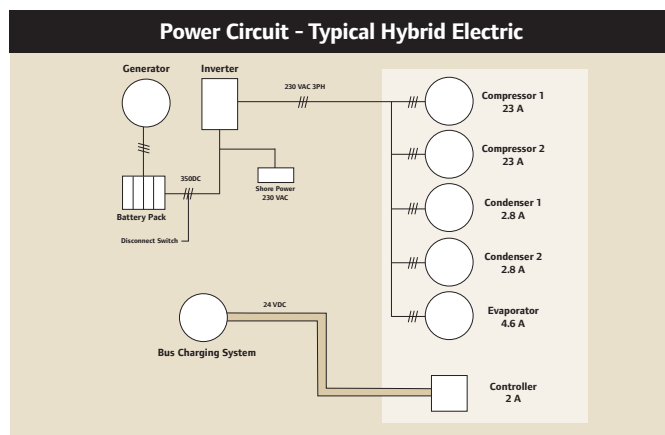 Power Circuit – Typical Hybrid Electric
Generator
Inverter
230 VAC 3PH
Compressor 1
23 A
Compressor 2
23 A
350DC
Shore Power
230 VAC
Battery Pack
Disconnect Switch
Condenser 1
2.8 A
Condenser 2
2.8 A
Evaporator
4.6 A
24 VDC
Bus Charging System
Controller
2 A